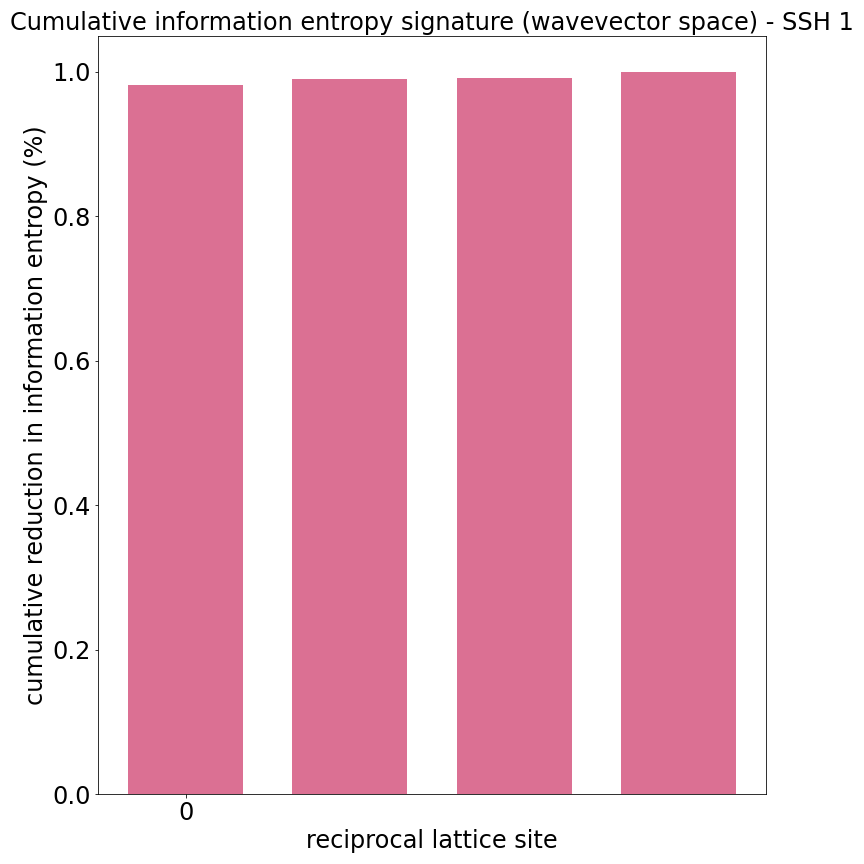 Cumulative information entropy signature (wavevector space) - SSH 1
cumulative reduction in information entropy (%)
1.0
0.8
0.6
0.4
0.2
0.0
0
reciprocal lattice site